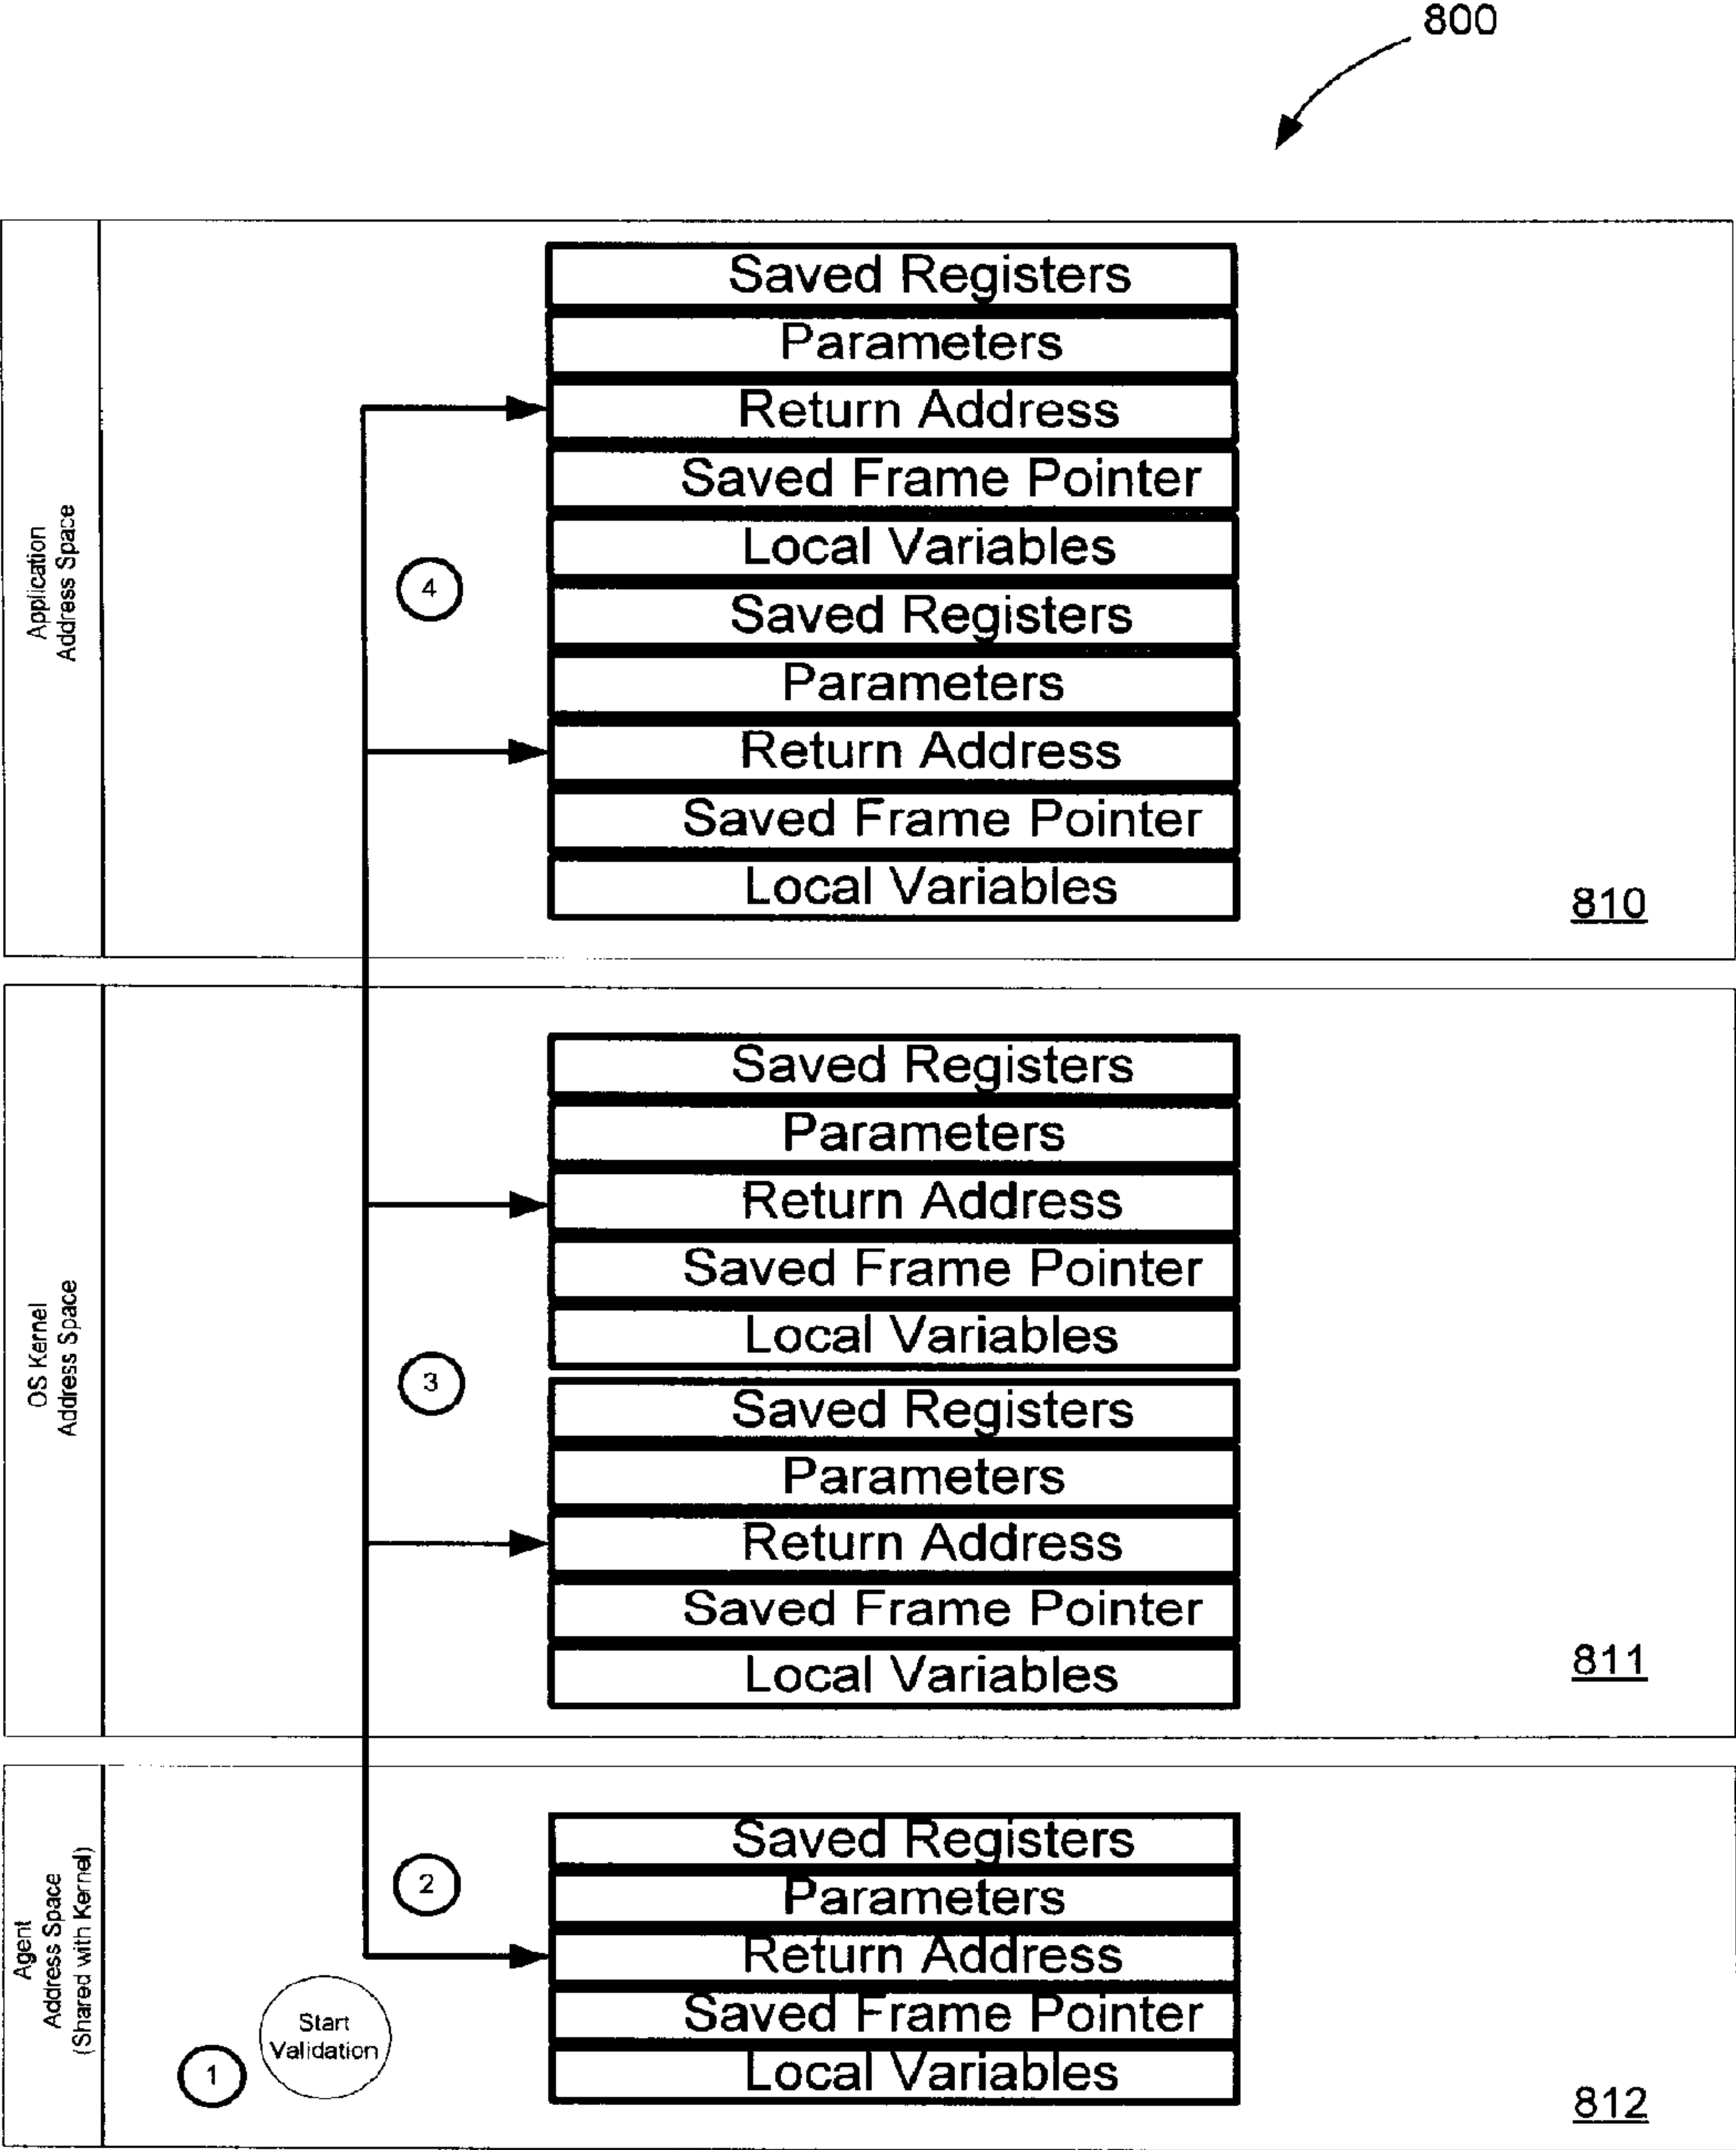 800
Application
Address Space
Saved Registers
Parameters
Return Address
Saved Frame Pointer
Local Variables
4
Saved Registers
Parameters
Return Address
Saved Frame Pointer
Local Variables
810
OS Kernel
Address Space
Saved Registers
Parameters
Return Address
Saved Frame Pointer
Local Variables
3
Saved Registers
Parameters
Return Address
Saved Frame Pointer
Local Variables
811
Agent
Address Space
(Shared with Kernel)
2
Saved Registers
Parameters
Return Address
Saved Frame Pointer
Local Variables
Start
Validation
1
812